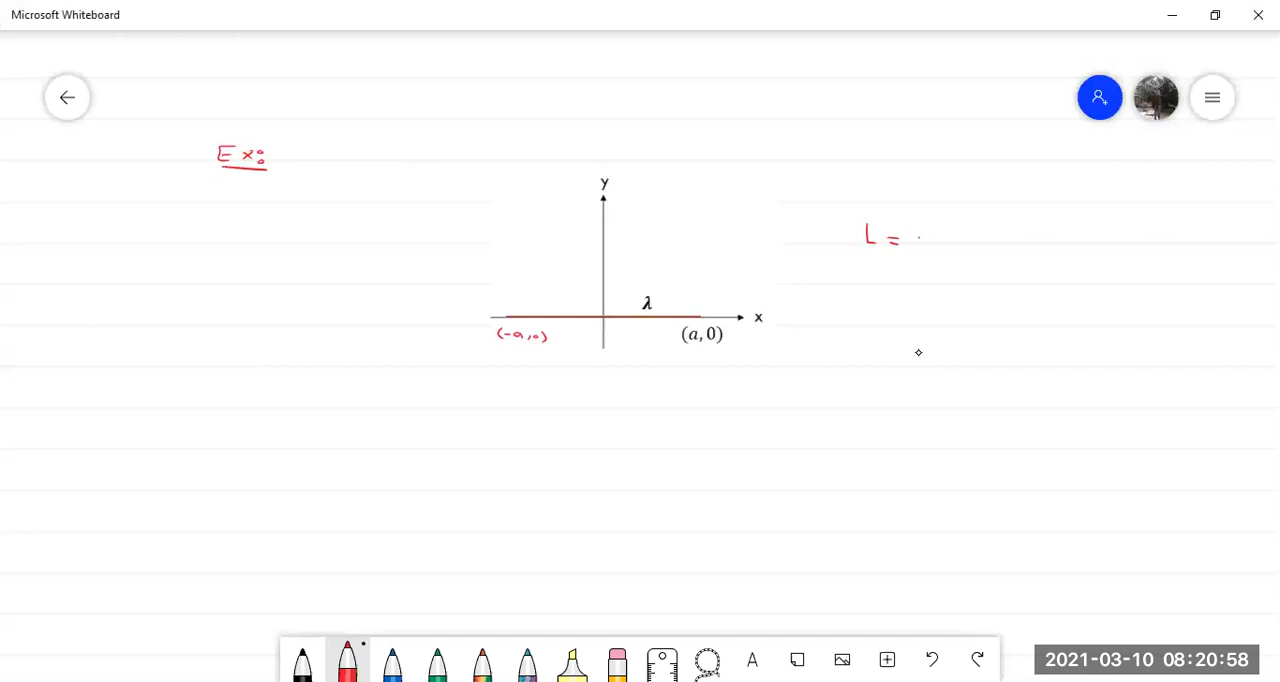 Microsoft Whiteboard
Ex:
y
L =
λ
x
(-a,0)
(a, 0)
A
2021-03-10 08:20:58